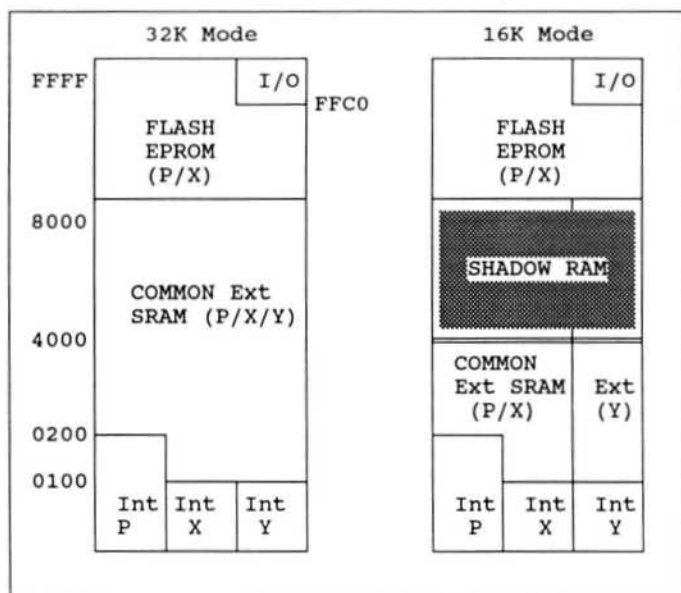 32K Mode
FFFF
I/O
FFC0
FLASH
EPROM
(P/X)
8000
COMMON Ext
SRAM (P/X/Y)
4000
0200
0100
Int
P
Int
X
Int
Y
16K Mode
I/O
FLASH
EPROM
(P/X)
SHADOW RAM
COMMON
Ext SRAM
(P/X)
Ext
(Y)
Int
P
Int
X
Int
Y